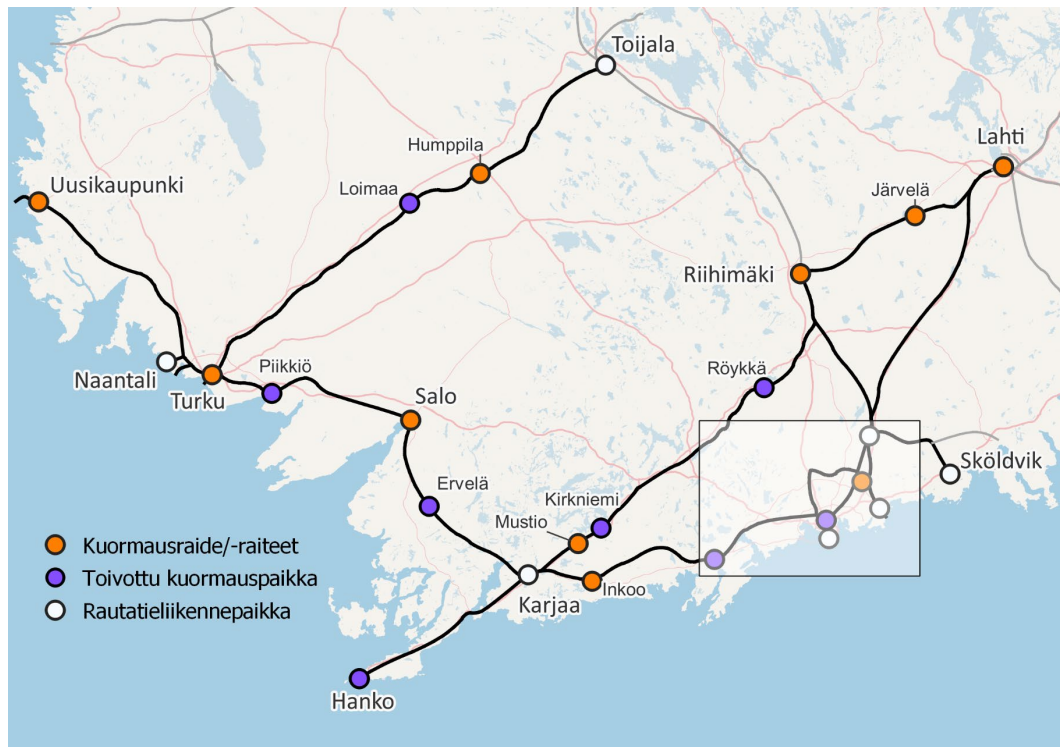 Toijala
Humppila
Lahti
Loimaa
Järvelä
Uusikaupunki
Riihimäki
Röykkä
Piikkiö
Naantali
Turku
Salo
Sköldvik
Ervelä
Kirkniemi
Mustio
Kuormausraide/-raiteet
Toivottu kuormauspaikka
Rautatieliikennepaikka
Inkoo
Karjaa
Hanko